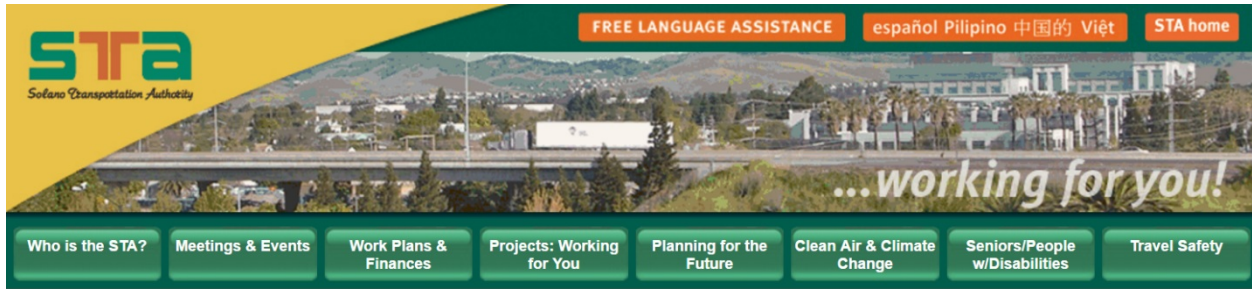 FREE LANGUAGE ASSISTANCE
español Pilipino 中国的 Việt
STA home
STA
Solano Transportation Authority
...working for you!
Who is the STA?
Meetings & Events
Work Plans &
Finances
Projects: Working
for You
Planning for the
Future
Clean Air & Climate
Change
Seniors/People
w/Disabilities
Travel Safety